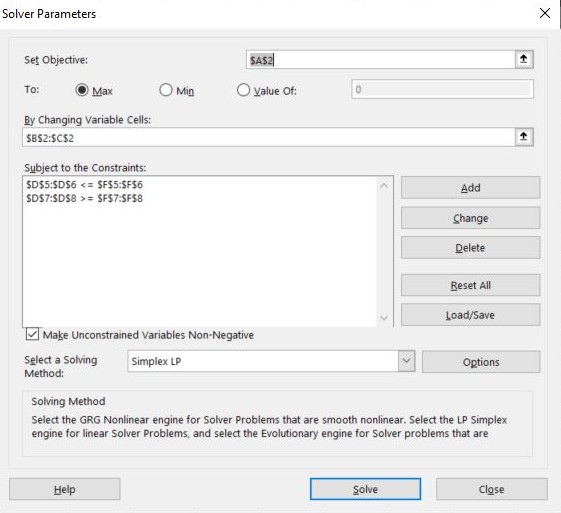 Solver Parameters
Set Objective: $A$2
To: Max Min Value Of: 0
By Changing Variable Cells:
$B$2:$C$2
Subject to the Constraints:
$D$5:$D$6 <= $F$5:$F$6
$D$7:$D$8 >= $F$7:$F$8
Add
Change
Delete
Reset All
Load/Save
Make Unconstrained Variables Non-Negative
Select a Solving Method: Simplex LP Options
Solving Method
Select the GRG Nonlinear engine for Solver Problems that are smooth nonlinear. Select the LP Simplex
engine for linear Solver Problems, and select the Evolutionary engine for Solver problems that are
Help Solve Close